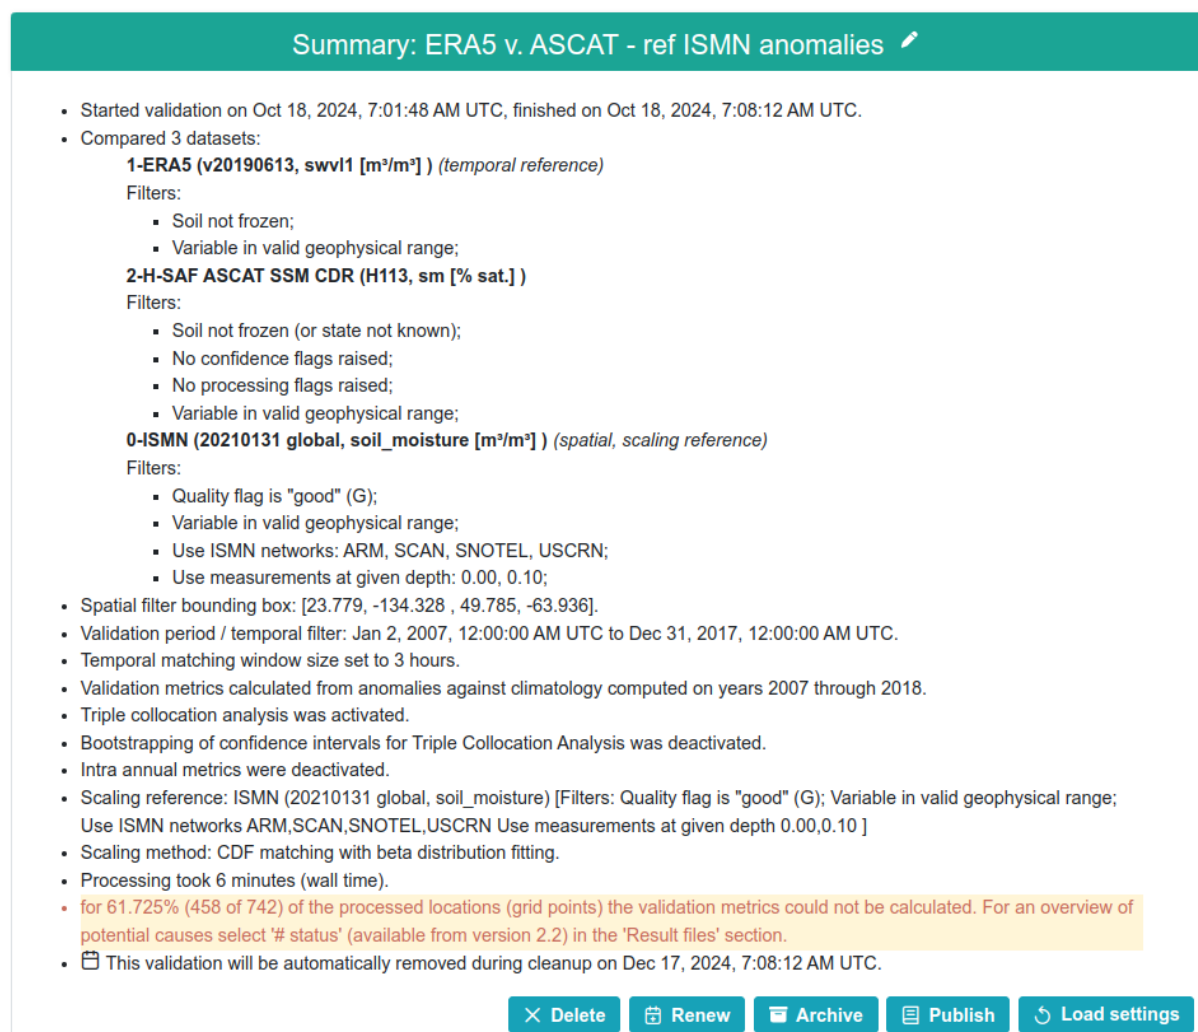 Summary: ERA5 v. ASCAT - ref ISMN anomalies
Started validation on Oct 18, 2024, 7:01:48 AM UTC, finished on Oct 18, 2024, 7:08:12 AM UTC.
Compared 3 datasets:
1-ERA5 (v20190613, swvl1 [m³/m³] ) (temporal reference)
Filters:
Soil not frozen;
Variable in valid geophysical range;
2-H-SAF ASCAT SSM CDR (H113, sm [% sat.] )
Filters:
Soil not frozen (or state not known);
No confidence flags raised;
No processing flags raised;
Variable in valid geophysical range;
0-ISMN (20210131 global, soil_moisture [m³/m³] ) (spatial, scaling reference)
Filters:
Quality flag is "good" (G);
Variable in valid geophysical range;
Use ISMN networks: ARM, SCAN, SNOTEL, USCRN;
Use measurements at given depth: 0.00, 0.10;
Spatial filter bounding box: [23.779, -134.328 , 49.785, -63.936].
Validation period / temporal filter: Jan 2, 2007, 12:00:00 AM UTC to Dec 31, 2017, 12:00:00 AM UTC.
Temporal matching window size set to 3 hours.
Validation metrics calculated from anomalies against climatology computed on years 2007 through 2018.
Triple collocation analysis was activated.
Bootstrapping of confidence intervals for Triple Collocation Analysis was deactivated.
Intra annual metrics were deactivated.
Scaling reference: ISMN (20210131 global, soil_moisture) [Filters: Quality flag is "good" (G); Variable in valid geophysical range;
Use ISMN networks ARM,SCAN,SNOTEL,USCRN Use measurements at given depth 0.00,0.10 ]
Scaling method: CDF matching with beta distribution fitting.
Processing took 6 minutes (wall time).
for 61.725% (458 of 742) of the processed locations (grid points) the validation metrics could not be calculated. For an overview of
potential causes select '# status' (available from version 2.2) in the 'Result files' section.
This validation will be automatically removed during cleanup on Dec 17, 2024, 7:08:12 AM UTC.
Delete Renew Archive Publish Load settings